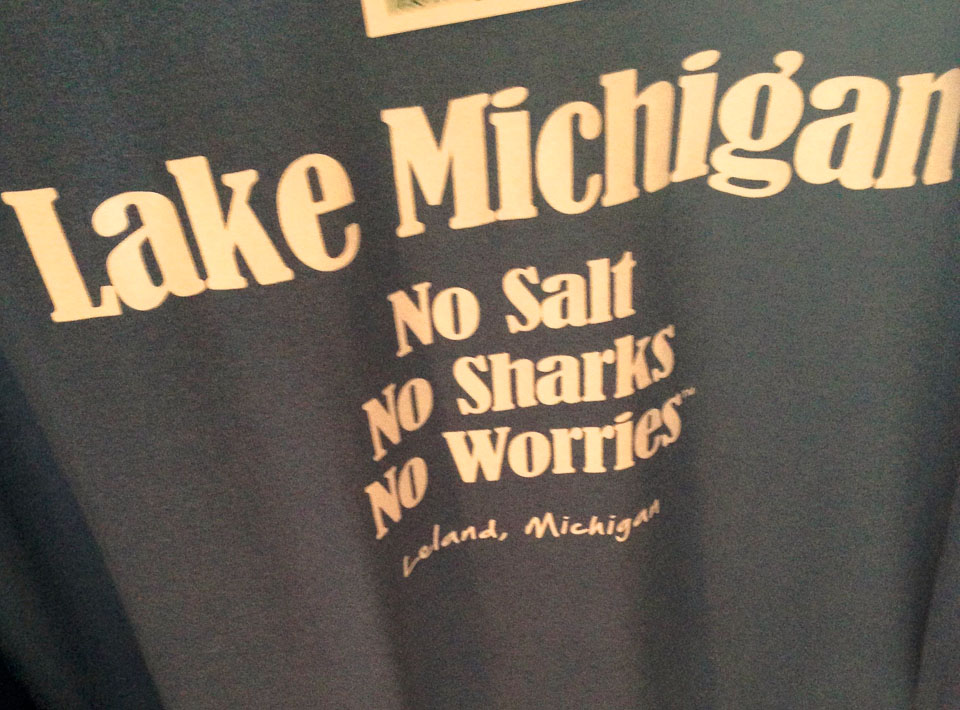 Lake Michigan
No Salt
No Sharks
No Worries™
Leland, Michigan